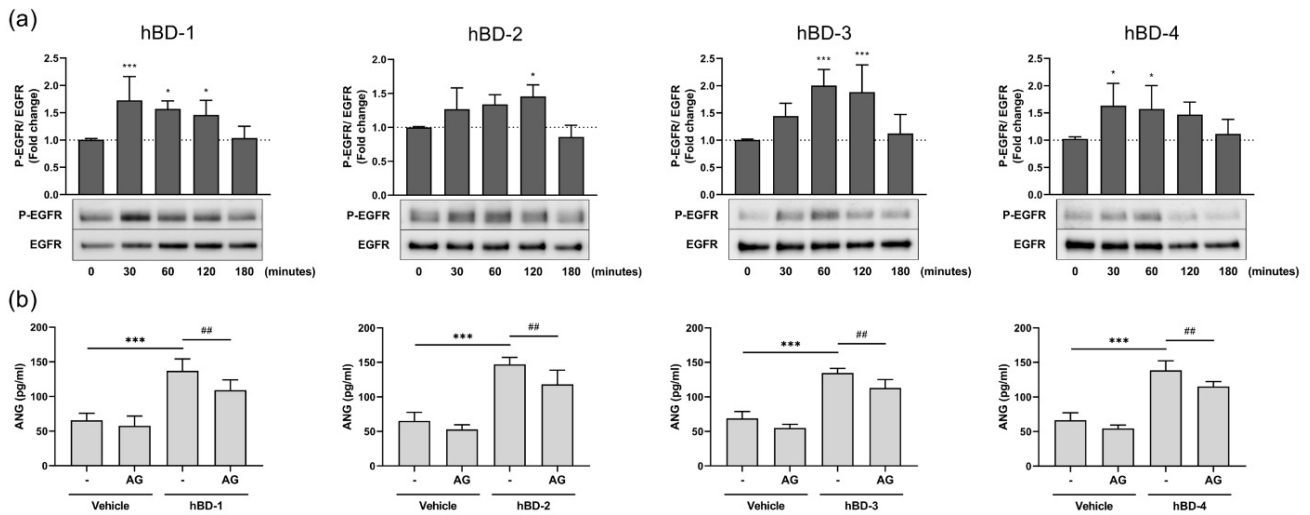 (a)
hBD-1
hBD-2
hBD-3
hBD-4
P-EGFR/ EGFR
(Fold change)
2.5
2.0
1.5
1.0
0.5
0.0
***
*
*
P-EGFR
EGFR
0 30 60 120 180 (minutes)
P-EGFR/ EGFR
(Fold change)
2.0
1.5
1.0
0.5
0.0
*
P-EGFR
EGFR
0 30 60 120 180 (minutes)
P-EGFR/ EGFR
(Fold change)
2.5
2.0
1.5
1.0
0.5
0.0
***
***
P-EGFR
EGFR
0 30 60 120 180 (minutes)
P-EGFR/ EGFR
(Fold change)
2.5
2.0
1.5
1.0
0.5
0.0
*
*
P-EGFR
EGFR
0 30 60 120 180 (minutes)
(b)
ANG (pg/ml)
200
150
100
50
0
***
##
- AG - AG
Vehicle hBD-1
ANG (pg/ml)
200
150
100
50
0
***
##
- AG - AG
Vehicle hBD-2
ANG (pg/ml)
200
150
100
50
0
***
##
- AG - AG
Vehicle hBD-3
ANG (pg/ml)
200
150
100
50
0
***
##
- AG - AG
Vehicle hBD-4